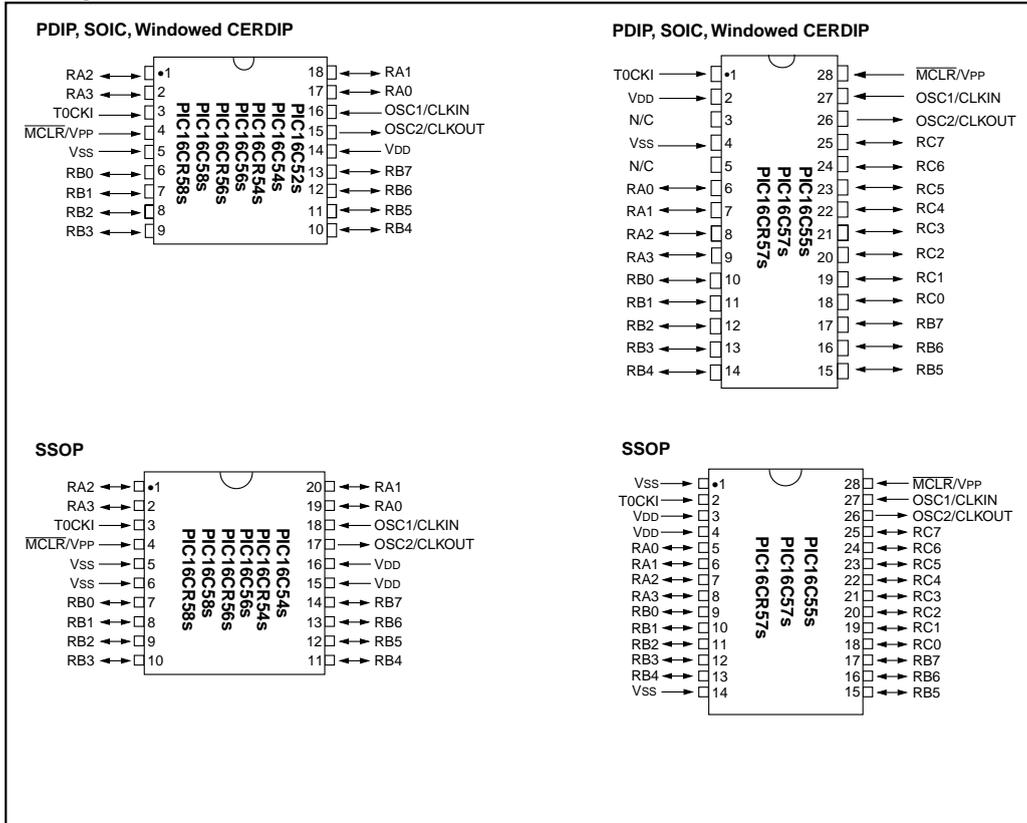 PDIP, SOIC, Windowed CERDIP
RA2 •1 18 RA1
RA3 2 17 RA0
T0CKI 3 16 OSC1/CLKIN
MCLR/VPP 4 15 OSC2/CLKOUT
VSS 5 14 VDD
RB0 6 13 RB7
RB1 7 12 RB6
RB2 8 11 RB5
RB3 9 10 RB4
PIC16C52s
PIC16C54s
PIC16CR54s
PIC16C56s
PIC16CR56s
PIC16C58s
PIC16CR58s
PDIP, SOIC, Windowed CERDIP
T0CKI •1 28 MCLR/VPP
VDD 2 27 OSC1/CLKIN
N/C 3 26 OSC2/CLKOUT
VSS 4 25 RC7
N/C 5 24 RC6
RA0 6 23 RC5
RA1 7 22 RC4
RA2 8 21 RC3
RA3 9 20 RC2
RB0 10 19 RC1
RB1 11 18 RC0
RB2 12 17 RB7
RB3 13 16 RB6
RB4 14 15 RB5
PIC16C55s
PIC16C57s
PIC16CR57s
SSOP
RA2 •1 20 RA1
RA3 2 19 RA0
T0CKI 3 18 OSC1/CLKIN
MCLR/VPP 4 17 OSC2/CLKOUT
VSS 5 16 VDD
VSS 6 15 VDD
RB0 7 14 RB7
RB1 8 13 RB6
RB2 9 12 RB5
RB3 10 11 RB4
PIC16C54s
PIC16CR54s
PIC16C56s
PIC16CR56s
PIC16C58s
PIC16CR58s
SSOP
VSS •1 28 MCLR/VPP
T0CKI 2 27 OSC1/CLKIN
VDD 3 26 OSC2/CLKOUT
VDD 4 25 RC7
RA0 5 24 RC6
RA1 6 23 RC5
RA2 7 22 RC4
RA3 8 21 RC3
RB0 9 20 RC2
RB1 10 19 RC1
RB2 11 18 RC0
RB3 12 17 RB7
RB4 13 16 RB6
VSS 14 15 RB5
PIC16C55s
PIC16C57s
PIC16CR57s